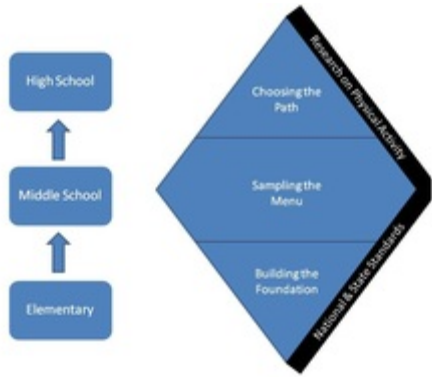 High School
Middle School
Elementary
Choosing the
Path
Sampling the
Menu
Building the
Foundation
Research on Physical Activity
National & State Standards